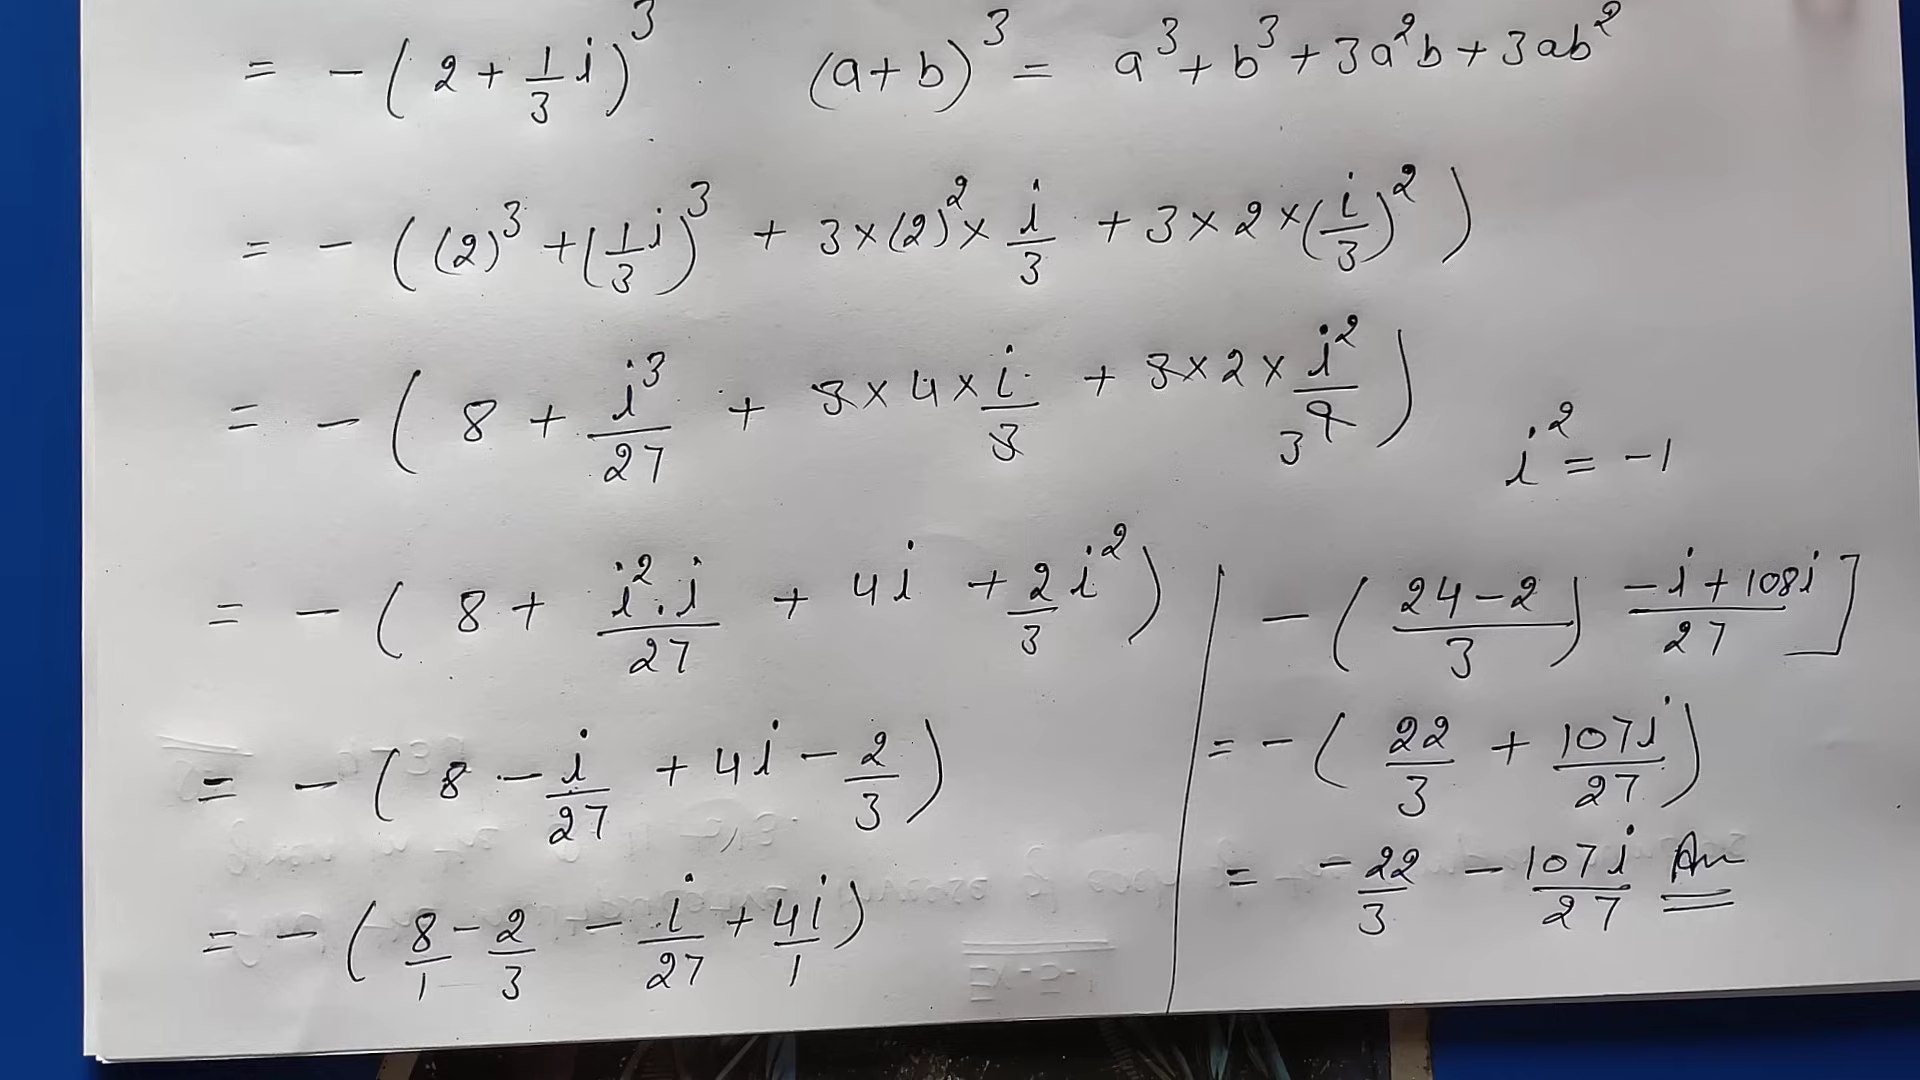 = -(2 + 1/3 i)³ (a+b)³ = a³ + b³ + 3a²b + 3ab²
= -((2)³ + (1/3 i)³ + 3×(2)²× i/3 + 3×2×(i/3)²)
= -(8 + i³/27 + 3×4× i/3 + 3×2× i²/9 3)
i² = -1
= -(8 + i².i/27 + 4i + 2/3 i²)
= -(8 - i/27 + 4i - 2/3)
= -(8/1 - 2/3 - i/27 + 4i/1)
-(24-2/3) -i+108i/27]
= -(22/3 + 107i/27)
= -22/3 - 107i/27 An